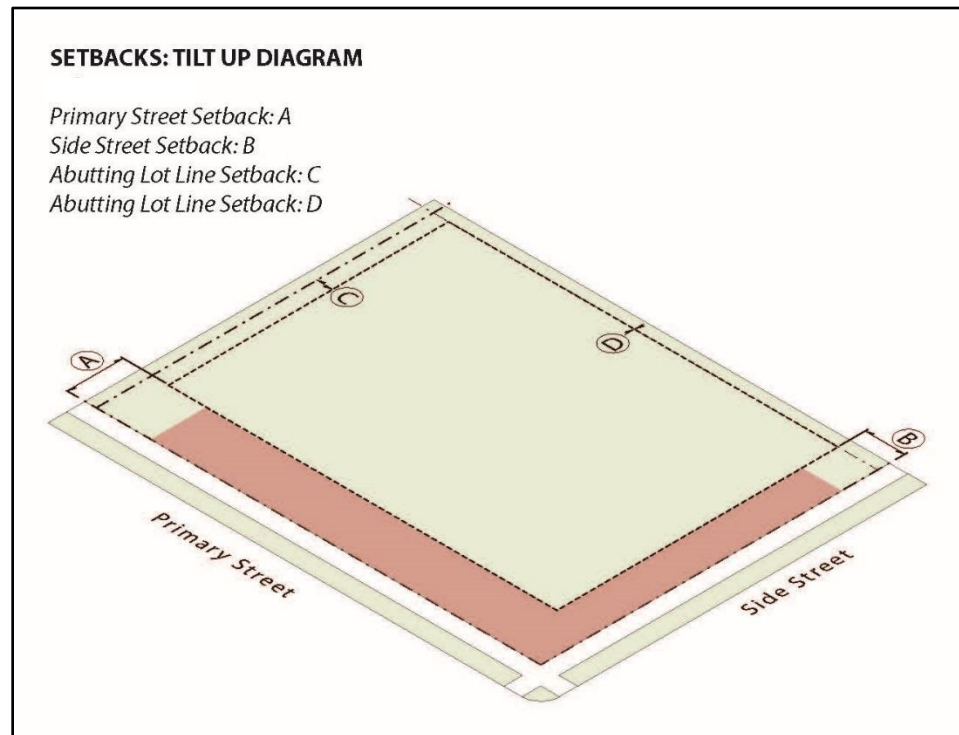 SETBACKS: TILT UP DIAGRAM
Primary Street Setback: A
Side Street Setback: B
Abutting Lot Line Setback: C
Abutting Lot Line Setback: D
C
D
A
B
Primary Street
Side Street